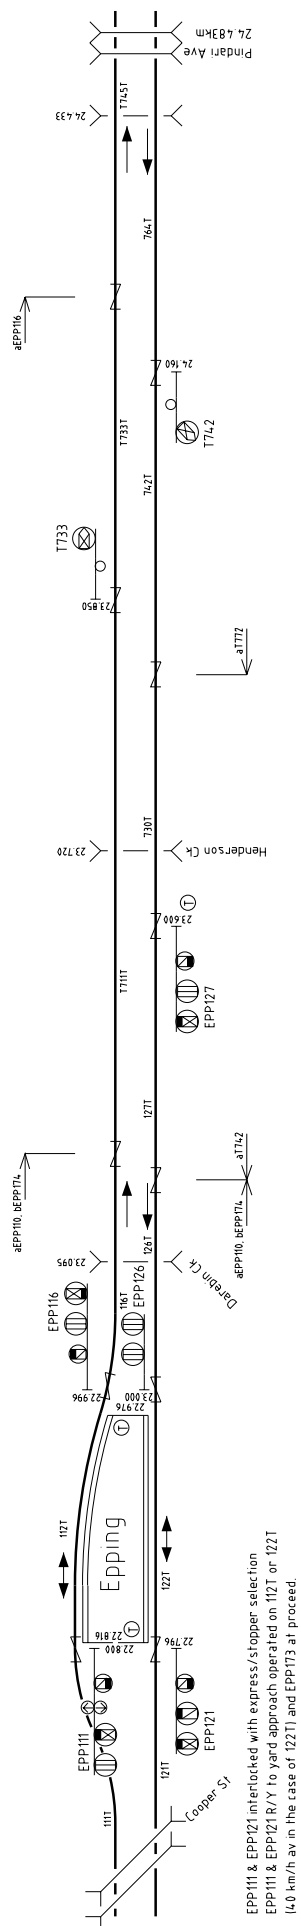 24.483km
Pindari Ave
T745T
24.433
764T
aEPP116
24.160
T733T
T742
742T
T733
23.850
aT772
730T
23.720
Henderson Ck
T
23.600
T711T
EPP127
127T
aEPP110, bEPP174
aT742
aEPP110, bEPP174
126T
23.095
Darebin Ck
EPP116
116T
EPP126
22.996
23.000
22.976
T
112T
Epping
122T
T
22.816
22.800
22.796
EPP111
EPP121
111T
121T
Cooper St
EPP111 & EPP121 interlocked with express/stopper selection
EPP111 & EPP121 R/Y to yard approach operated on 112T or 122T
(40 km/h av in the case of 122T) and EPP173 at proceed.